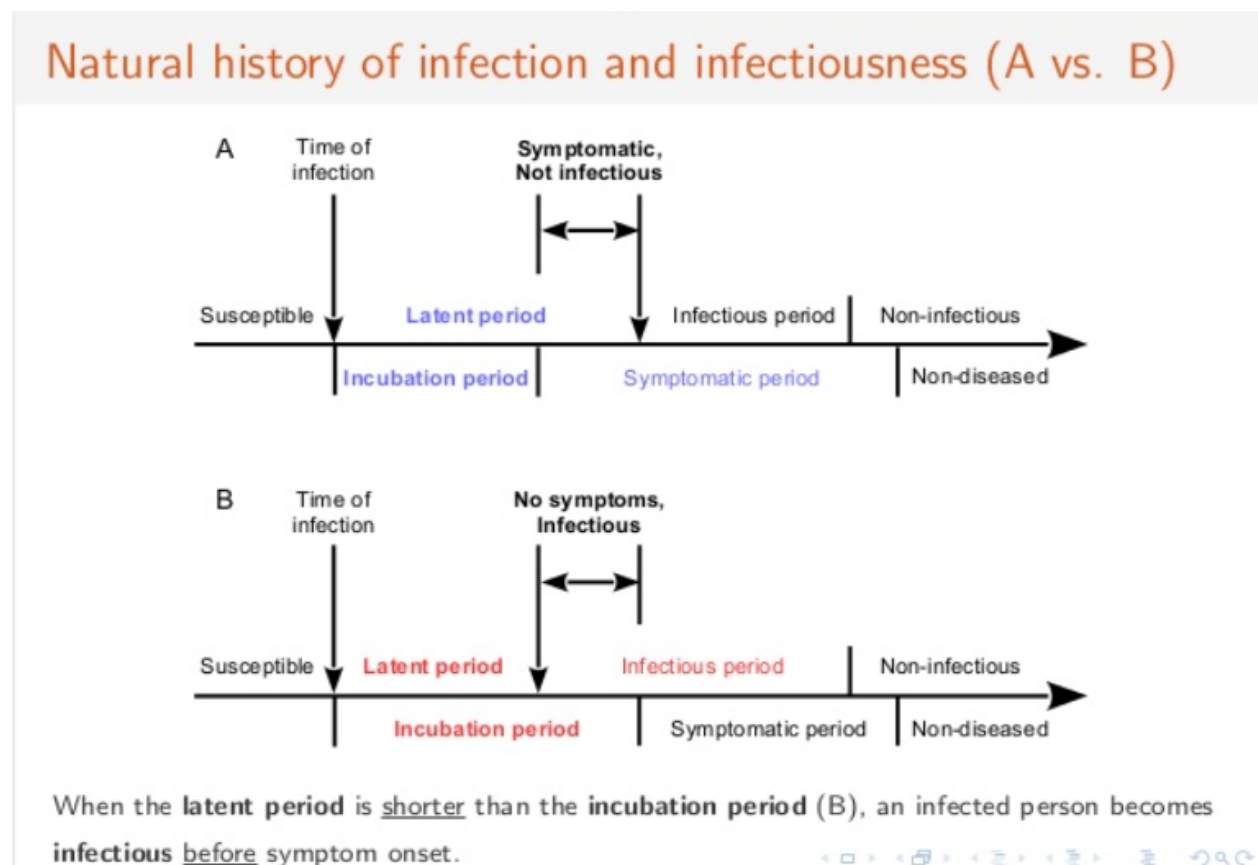 Natural history of infection and infectiousness (A vs. B)
A
Time of
infection
Symptomatic,
Not infectious
Susceptible
Latent period
Infectious period
Non-infectious
Incubation period
Symptomatic period
Non-diseased
B
Time of
infection
No symptoms,
Infectious
Susceptible
Latent period
Infectious period
Non-infectious
Incubation period
Symptomatic period
Non-diseased
When the latent period is shorter than the incubation period (B), an infected person becomes
infectious before symptom onset.